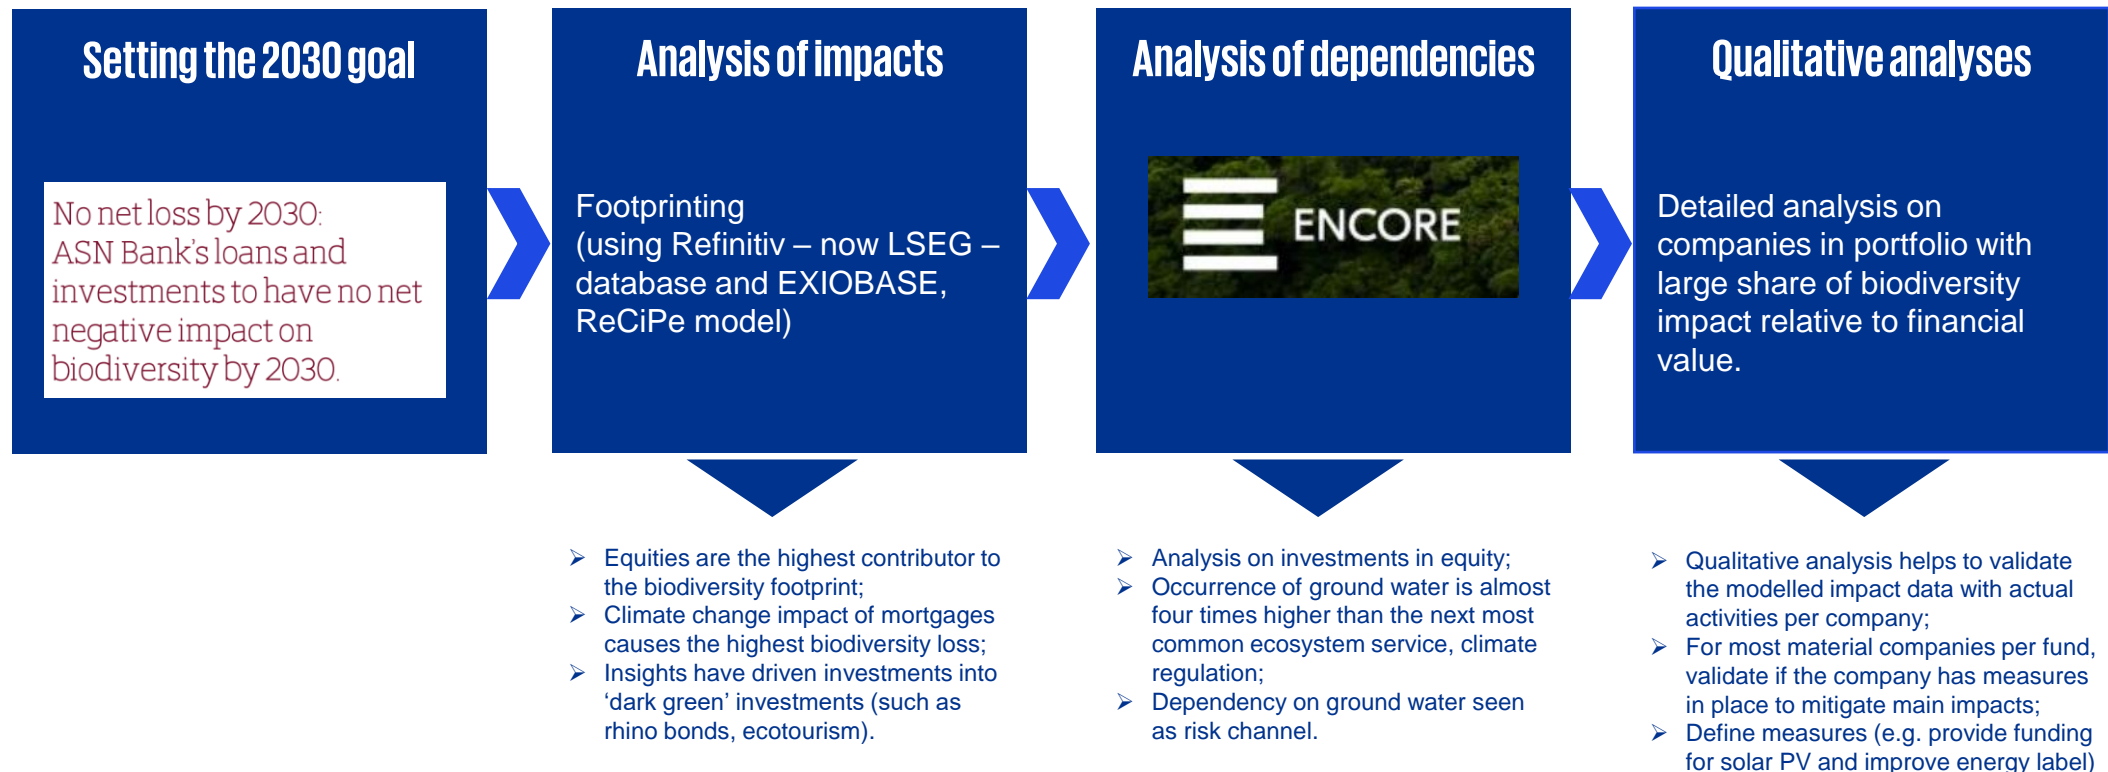 Setting the 2030 goal
No net loss by 2030:
ASN Bank's loans and
investments to have no net
negative impact on
biodiversity by 2030.
Analysis of impacts
Footprinting
(using Refinitiv – now LSEG –
database and EXIOBASE,
ReCiPe model)
➢ Equities are the highest contributor to
the biodiversity footprint;
➢ Climate change impact of mortgages
causes the highest biodiversity loss;
➢ Insights have driven investments into
‘dark green’ investments (such as
rhino bonds, ecotourism).
Analysis of dependencies
ENCORE
➢ Analysis on investments in equity;
➢ Occurrence of ground water is almost
four times higher than the next most
common ecosystem service, climate
regulation;
➢ Dependency on ground water seen
as risk channel.
Qualitative analyses
Detailed analysis on
companies in portfolio with
large share of biodiversity
impact relative to financial
value.
➢ Qualitative analysis helps to validate
the modelled impact data with actual
activities per company;
➢ For most material companies per fund,
validate if the company has measures
in place to mitigate main impacts;
➢ Define measures (e.g. provide funding
for solar PV and improve energy label)